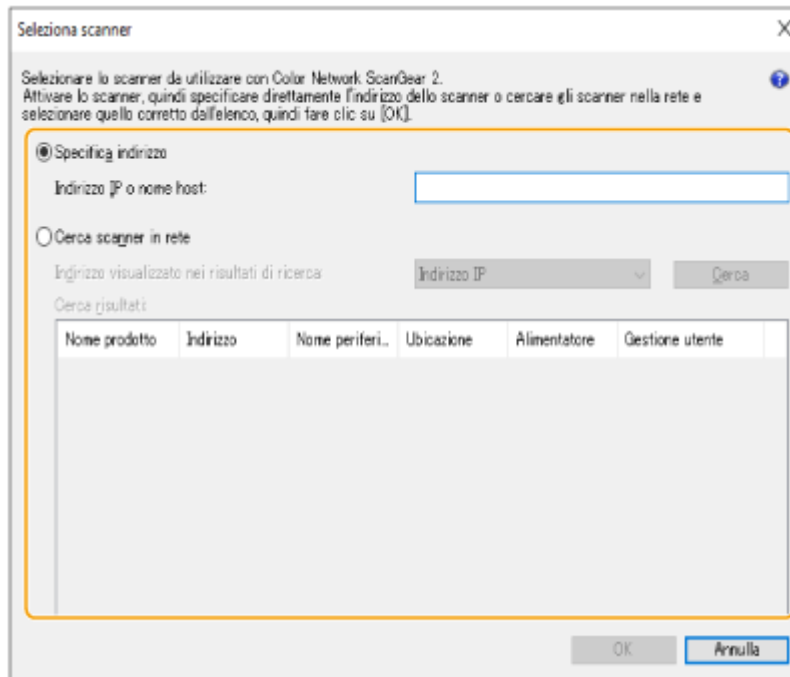 Seleziona scanner
Selezionare lo scanner da utilizzare con Color Network ScanGear 2.
Attivare lo scanner, quindi specificare direttamente l'indirizzo dello scanner o cercare gli scanner nella rete e
selezionare quello corretto dall'elenco, quindi fare clic su [OK].
Specifica indirizzo
Indirizzo IP o nome host:
Cerca scanner in rete
Indirizzo visualizzato nei risultati di ricerca:
Indirizzo IP
Cerca
Cerca risultati:
Nome prodotto Indirizzo Nome periferi... Ubicazione Alimentatore Gestione utente
OK Annulla